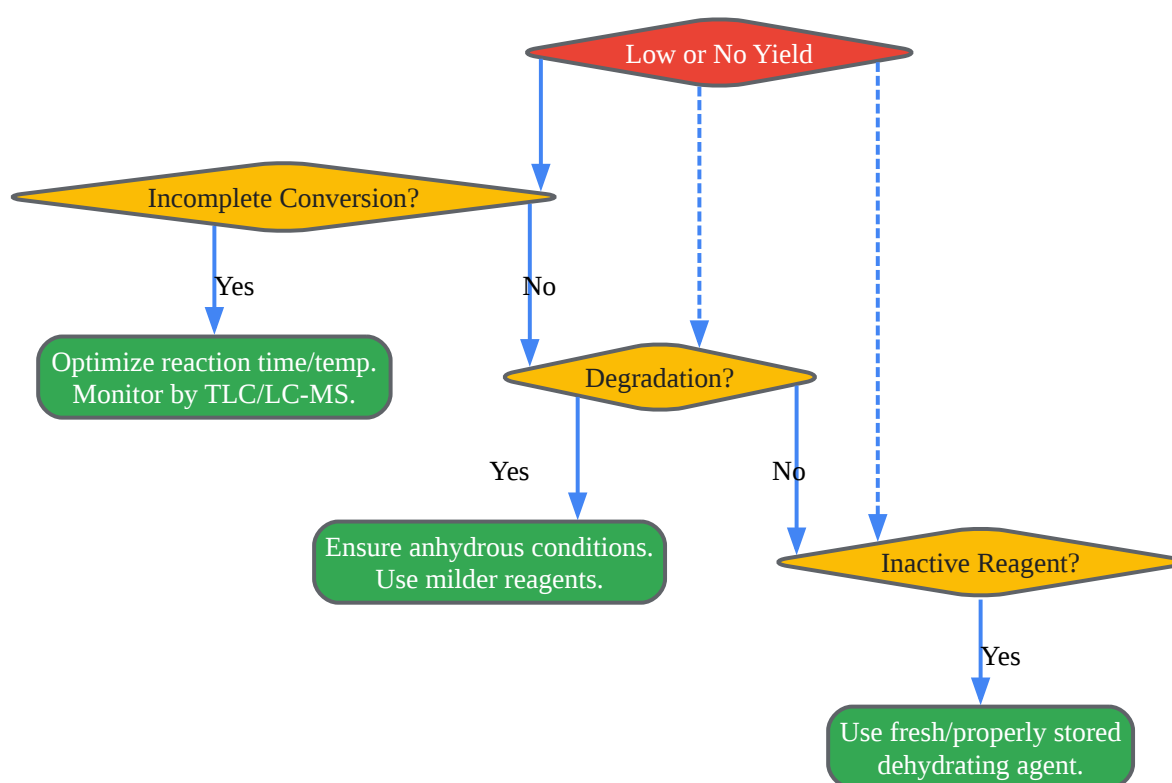 Low or No Yield
Incomplete Conversion?
Yes
No
Optimize reaction time/temp.
Monitor by TLC/LC-MS.
Degradation?
Yes
No
Ensure anhydrous conditions.
Use milder reagents.
Inactive Reagent?
Yes
Use fresh/properly stored
dehydrating agent.